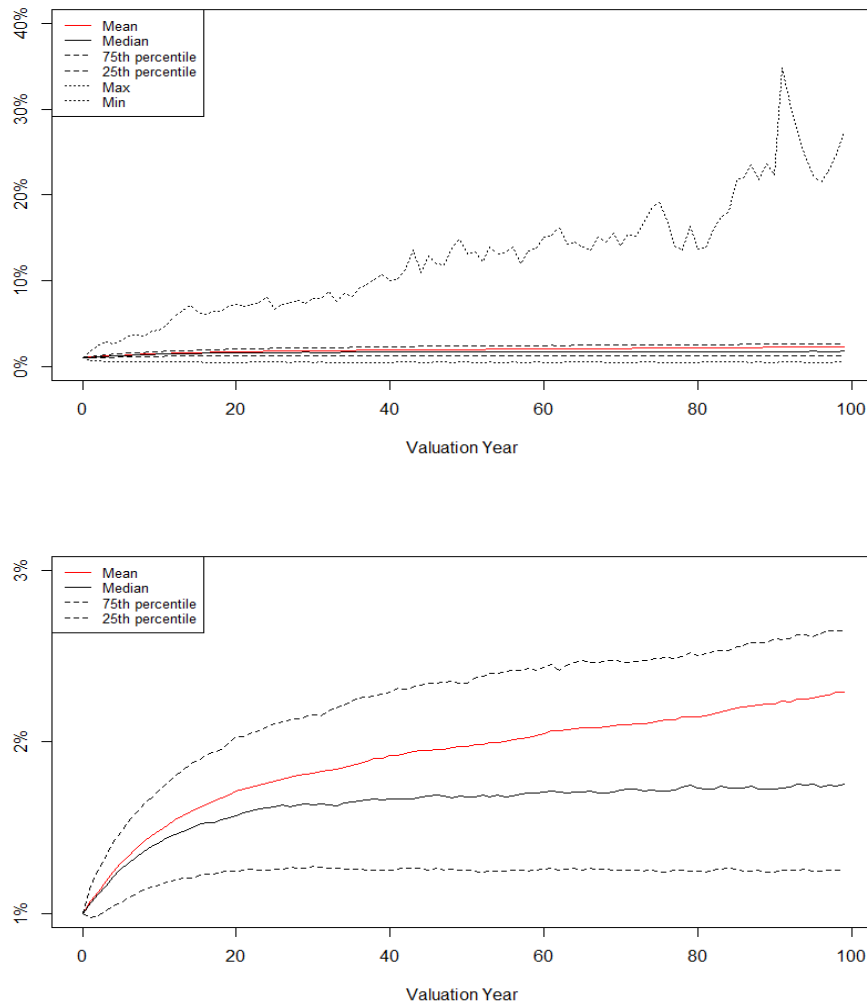 40%
30%
20%
10%
0%
Mean
Median
75th percentile
25th percentile
Max
Min
0 20 40 60 80 100
Valuation Year
3%
2%
1%
Mean
Median
75th percentile
25th percentile
0 20 40 60 80 100
Valuation Year